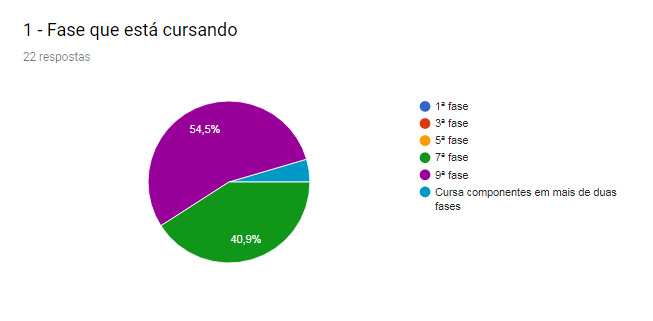 1 - Fase que está cursando
22 respostas
54,5%
40,9%
1ª fase
3ª fase
5ª fase
7ª fase
9ª fase
Cursa componentes em mais de duas
fases